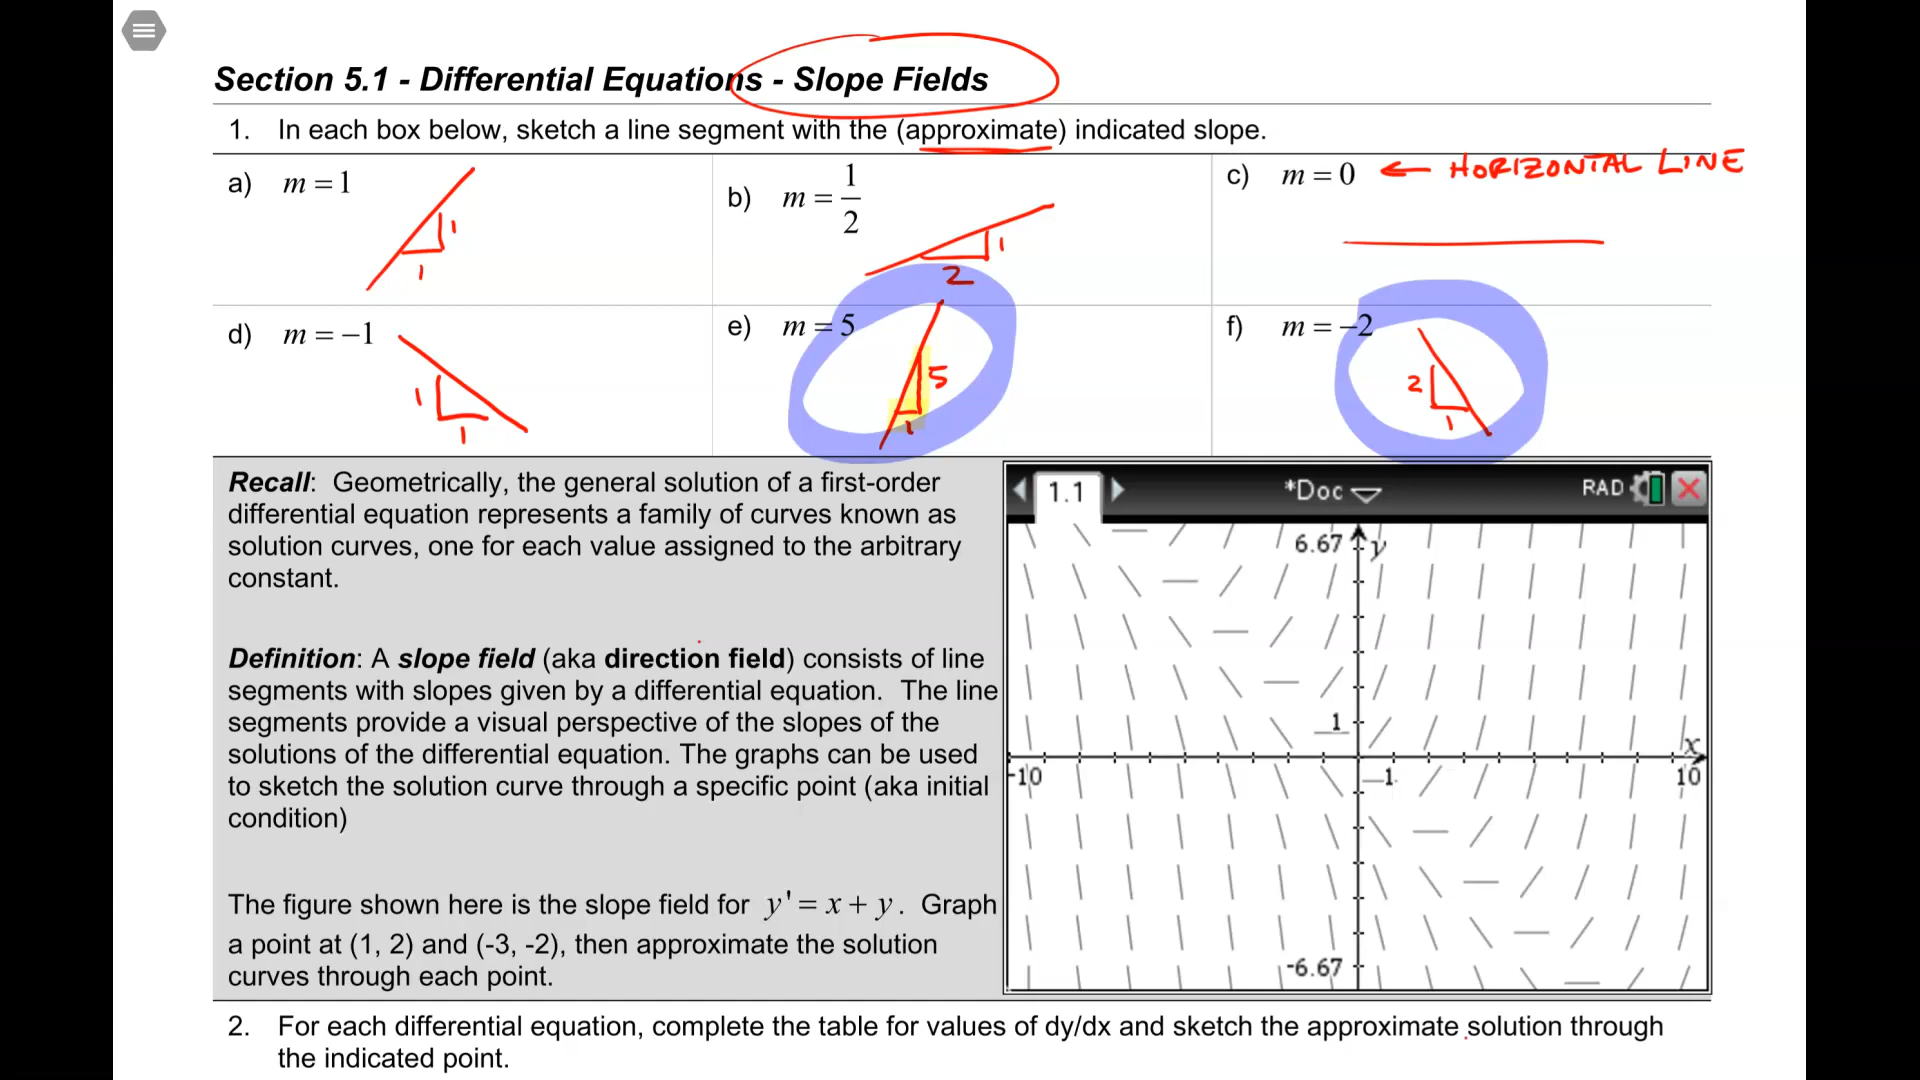 Section 5.1 - Differential Equations - Slope Fields
1. In each box below, sketch a line segment with the (approximate) indicated slope.
a) m = 1
1
1
b) m = 1/2
1
2
c) m = 0 ← HORIZONTAL LINE
d) m = −1
1
1
e) m = 5
5
1
f) m = −2
2
1
Recall: Geometrically, the general solution of a first-order
differential equation represents a family of curves known as
solution curves, one for each value assigned to the arbitrary
constant.
Definition: A slope field (aka direction field) consists of line
segments with slopes given by a differential equation. The line
segments provide a visual perspective of the slopes of the
solutions of the differential equation. The graphs can be used
to sketch the solution curve through a specific point (aka initial
condition)
The figure shown here is the slope field for y' = x + y. Graph
a point at (1, 2) and (-3, -2), then approximate the solution
curves through each point.
1.1 *Doc RAD
6.67 y
1
x
-10 1 10
-6.67
2. For each differential equation, complete the table for values of dy/dx and sketch the approximate solution through
the indicated point.